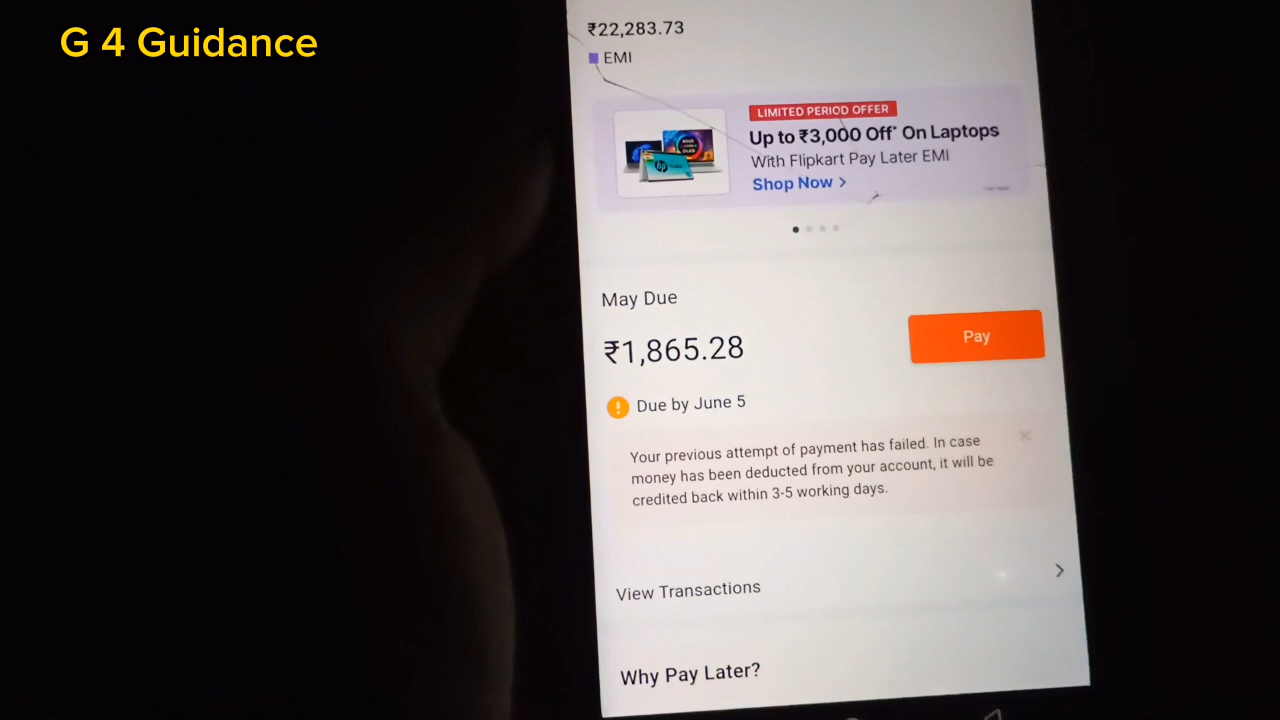 G 4 Guidance
₹22,283.73
EMI
LIMITED PERIOD OFFER
Up to ₹3,000 Off* On Laptops
With Flipkart Pay Later EMI
Shop Now >
May Due
₹1,865.28
Pay
! Due by June 5
Your previous attempt of payment has failed. In case
money has been deducted from your account, it will be
credited back within 3-5 working days.
View Transactions
Why Pay Later?